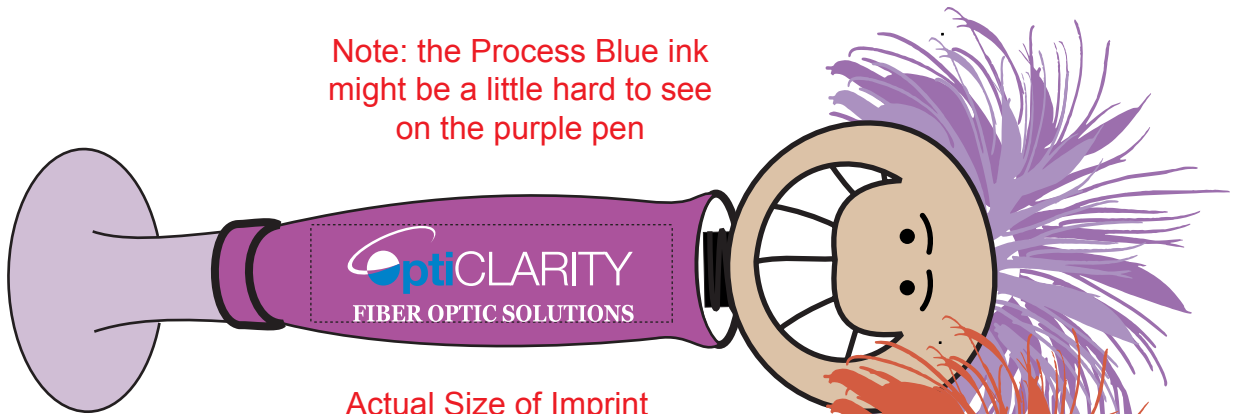 Note: the Process Blue ink
might be a little hard to see
on the purple pen
OptiCLARITY
FIBER OPTIC SOLUTIONS
Actual Size of Imprint